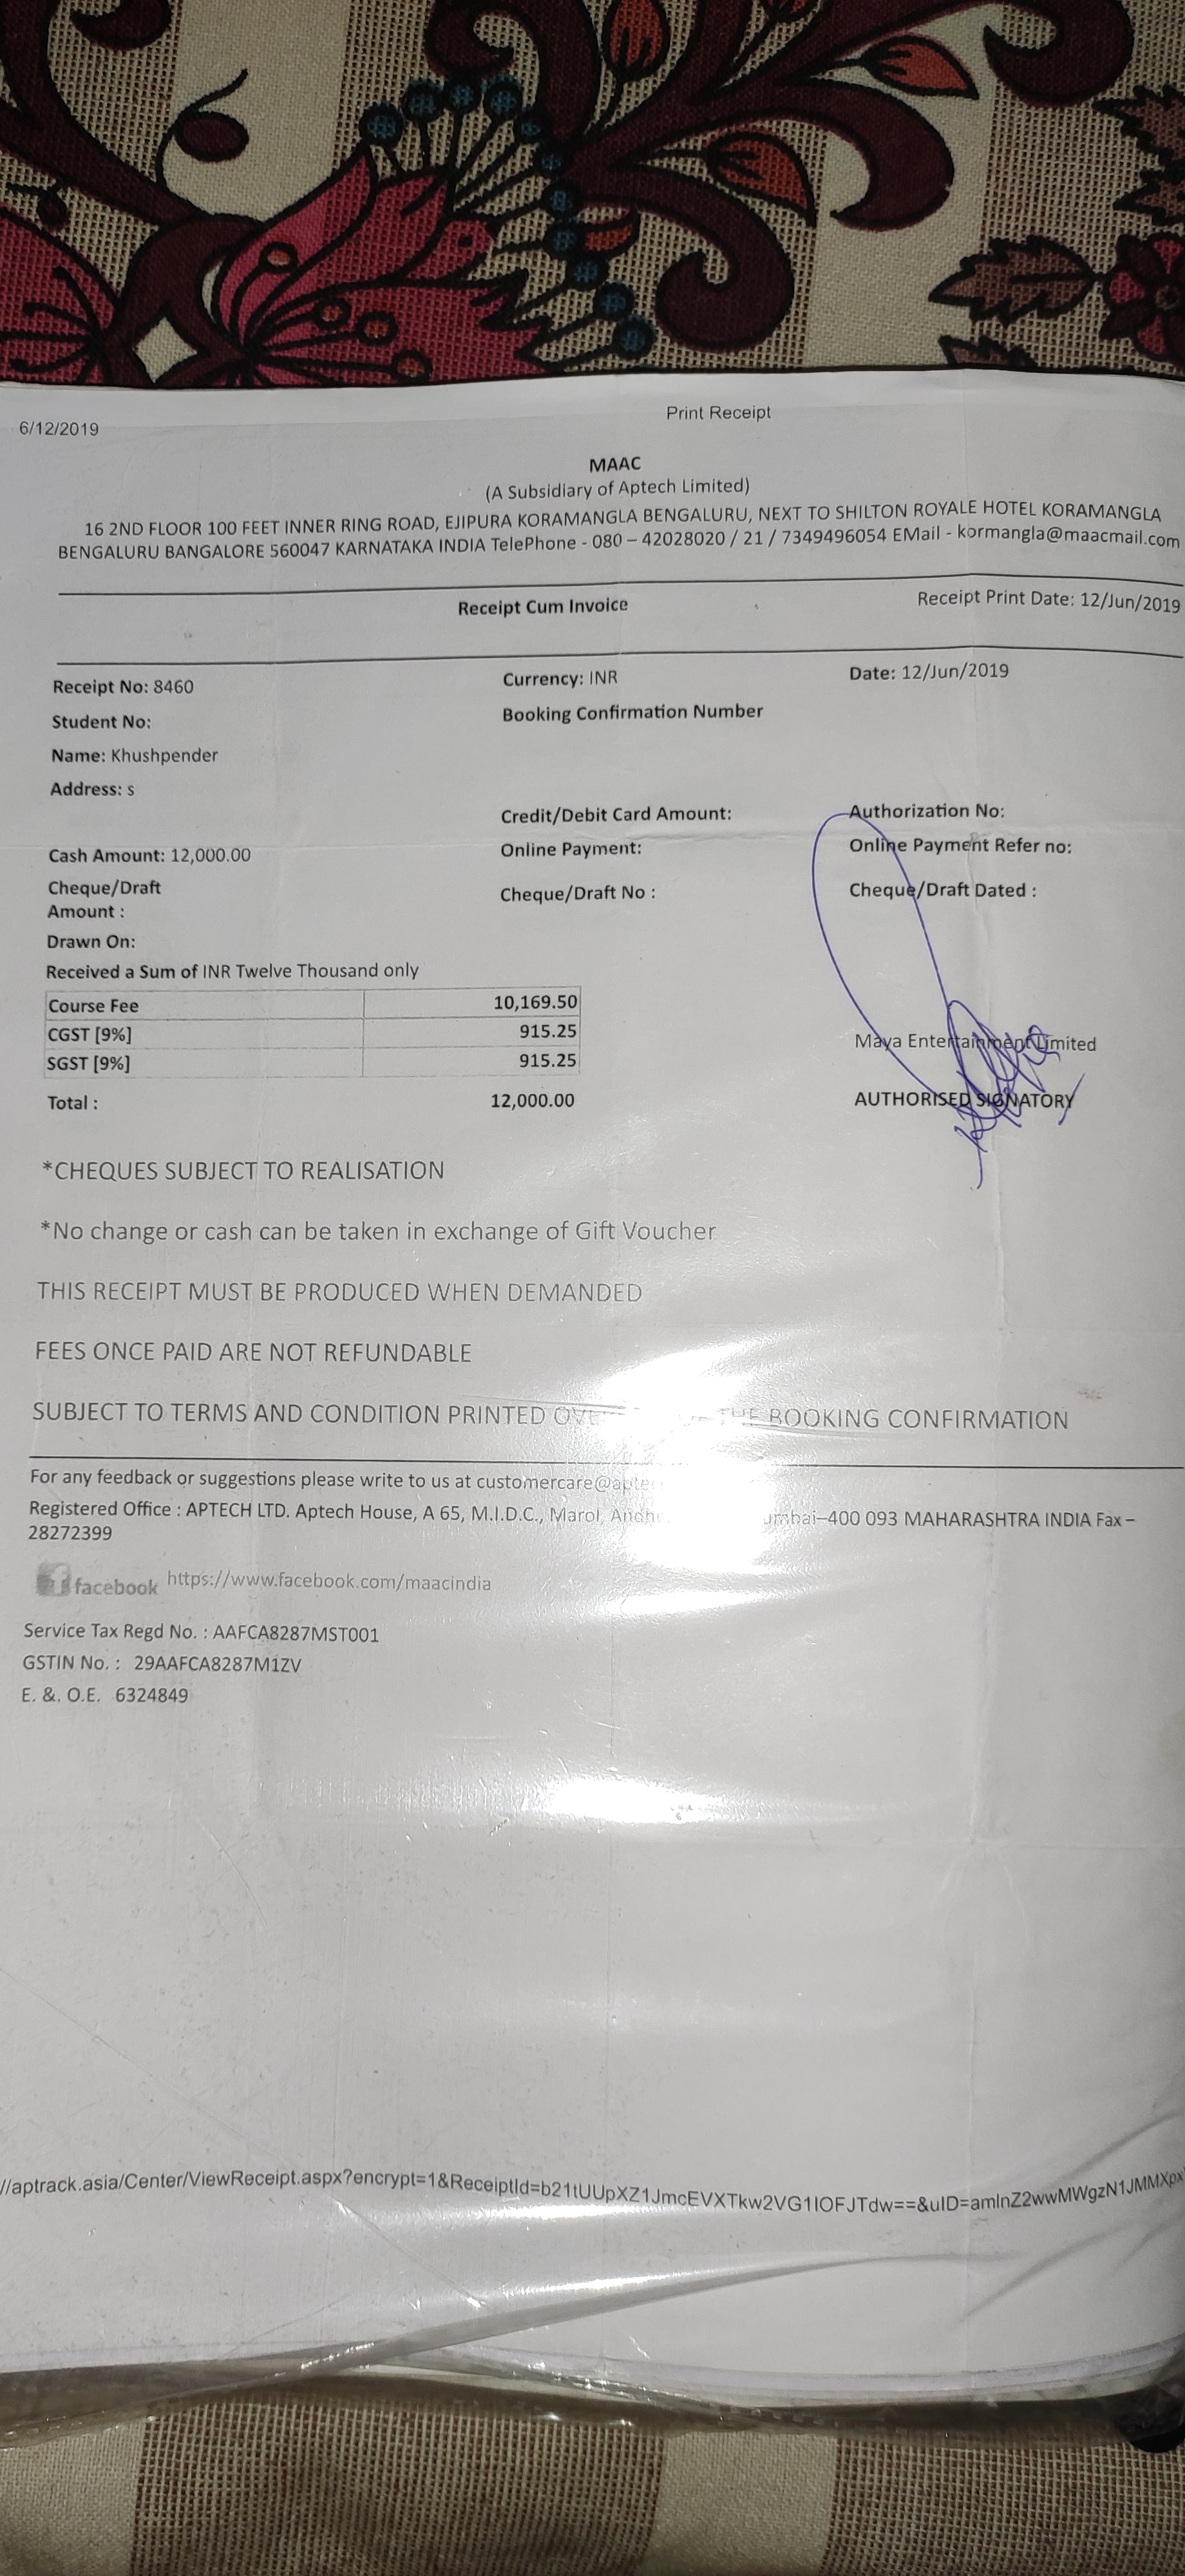 6/12/2019
Print Receipt
MAAC
(A Subsidiary of Aptech Limited)
16 2ND FLOOR 100 FEET INNER RING ROAD, EJIPURA KORAMANGLA BENGALURU, NEXT TO SHILTON ROYALE HOTEL KORAMANGLA
BENGALURU BANGALORE 560047 KARNATAKA INDIA TelePhone - 080 – 42028020 / 21 / 7349496054 EMail - kormangla@maacmail.com
Receipt Cum Invoice
Receipt Print Date: 12/Jun/2019
Receipt No: 8460 Currency: INR Date: 12/Jun/2019
Student No: Booking Confirmation Number
Name: Khushpender
Address: s
Credit/Debit Card Amount: Authorization No:
Cash Amount: 12,000.00 Online Payment: Online Payment Refer no:
Cheque/Draft
Amount : Cheque/Draft No : Cheque/Draft Dated :
Drawn On:
Received a Sum of INR Twelve Thousand only
Course Fee 10,169.50
CGST [9%] 915.25
SGST [9%] 915.25
Total : 12,000.00
Maya Entertainment Limited
AUTHORISED SIGNATORY
*CHEQUES SUBJECT TO REALISATION
*No change or cash can be taken in exchange of Gift Voucher
THIS RECEIPT MUST BE PRODUCED WHEN DEMANDED
FEES ONCE PAID ARE NOT REFUNDABLE
SUBJECT TO TERMS AND CONDITION PRINTED THE BOOKING CONFIRMATION
For any feedback or suggestions please write to us at
Registered Office : APTECH LTD. Aptech House, A 65, M.I.D.C., Marol, 400 093 MAHARASHTRA INDIA Fax –
28272399
facebook https://www.facebook.com/maacindia
Service Tax Regd No. : AAFCA8287MST001
GSTIN No. : 29AAFCA8287M1ZV
E. &. O.E. 6324849
//aptrack.asia/Center/ViewReceipt.aspx?encrypt=1&ReceiptId=b21tUUpXZ1JmcEVXTkw2VG1IOFJTdw==&uID=amlnZ2wwMWgzN1JMMXpx